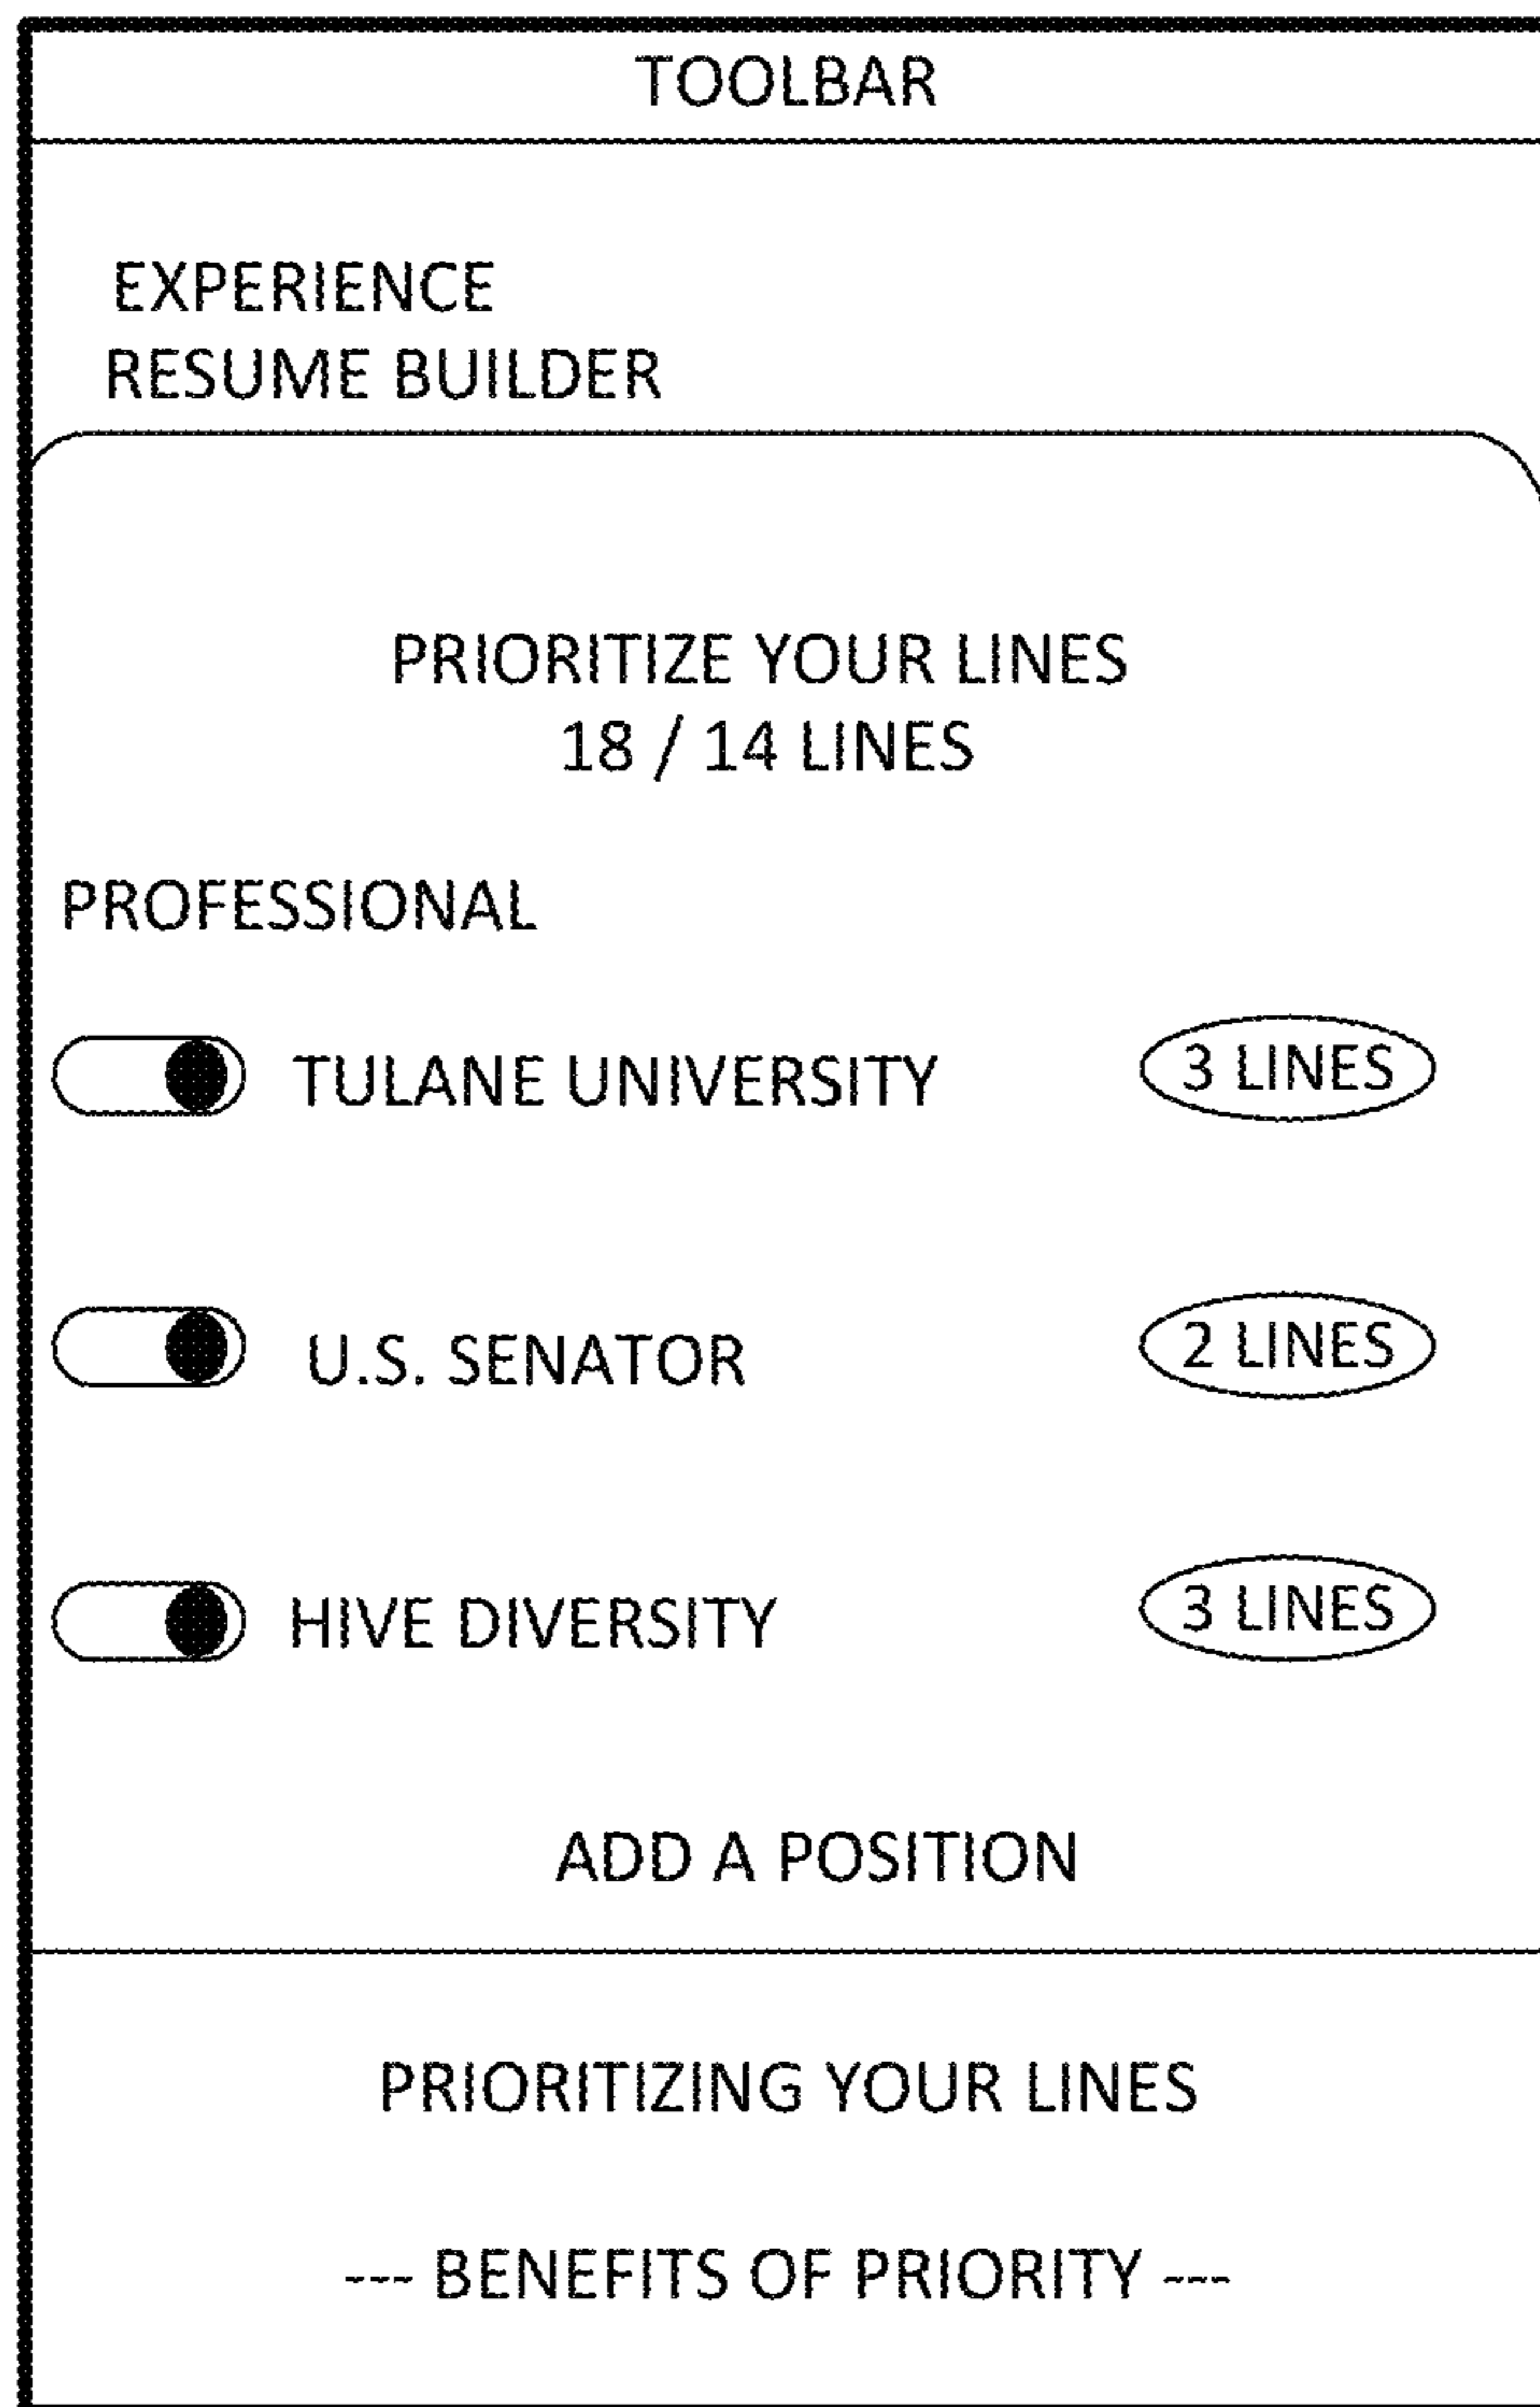 TOOLBAR
EXPERIENCE
RESUME BUILDER
PRIORITIZE YOUR LINES
18 / 14 LINES
PROFESSIONAL
TULANE UNIVERSITY 3 LINES
U.S. SENATOR 2 LINES
HIVE DIVERSITY 3 LINES
ADD A POSITION
PRIORITIZING YOUR LINES
--- BENEFITS OF PRIORITY ---